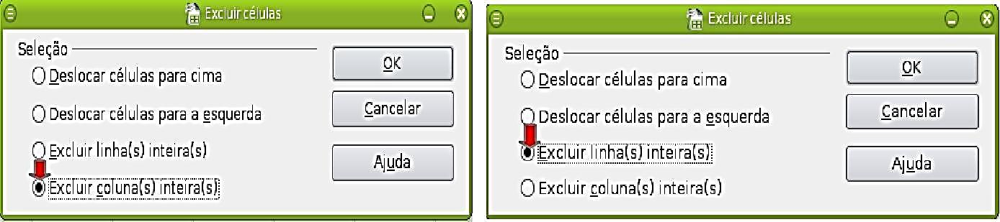 Excluir células
Seleção
Deslocar células para cima
Deslocar células para a esquerda
Excluir linha(s) inteira(s)
Excluir coluna(s) inteira(s)
OK
Cancelar
Ajuda
Excluir células
Seleção
Deslocar células para cima
Deslocar células para a esquerda
Excluir linha(s) inteira(s)
Excluir coluna(s) inteira(s)
OK
Cancelar
Ajuda